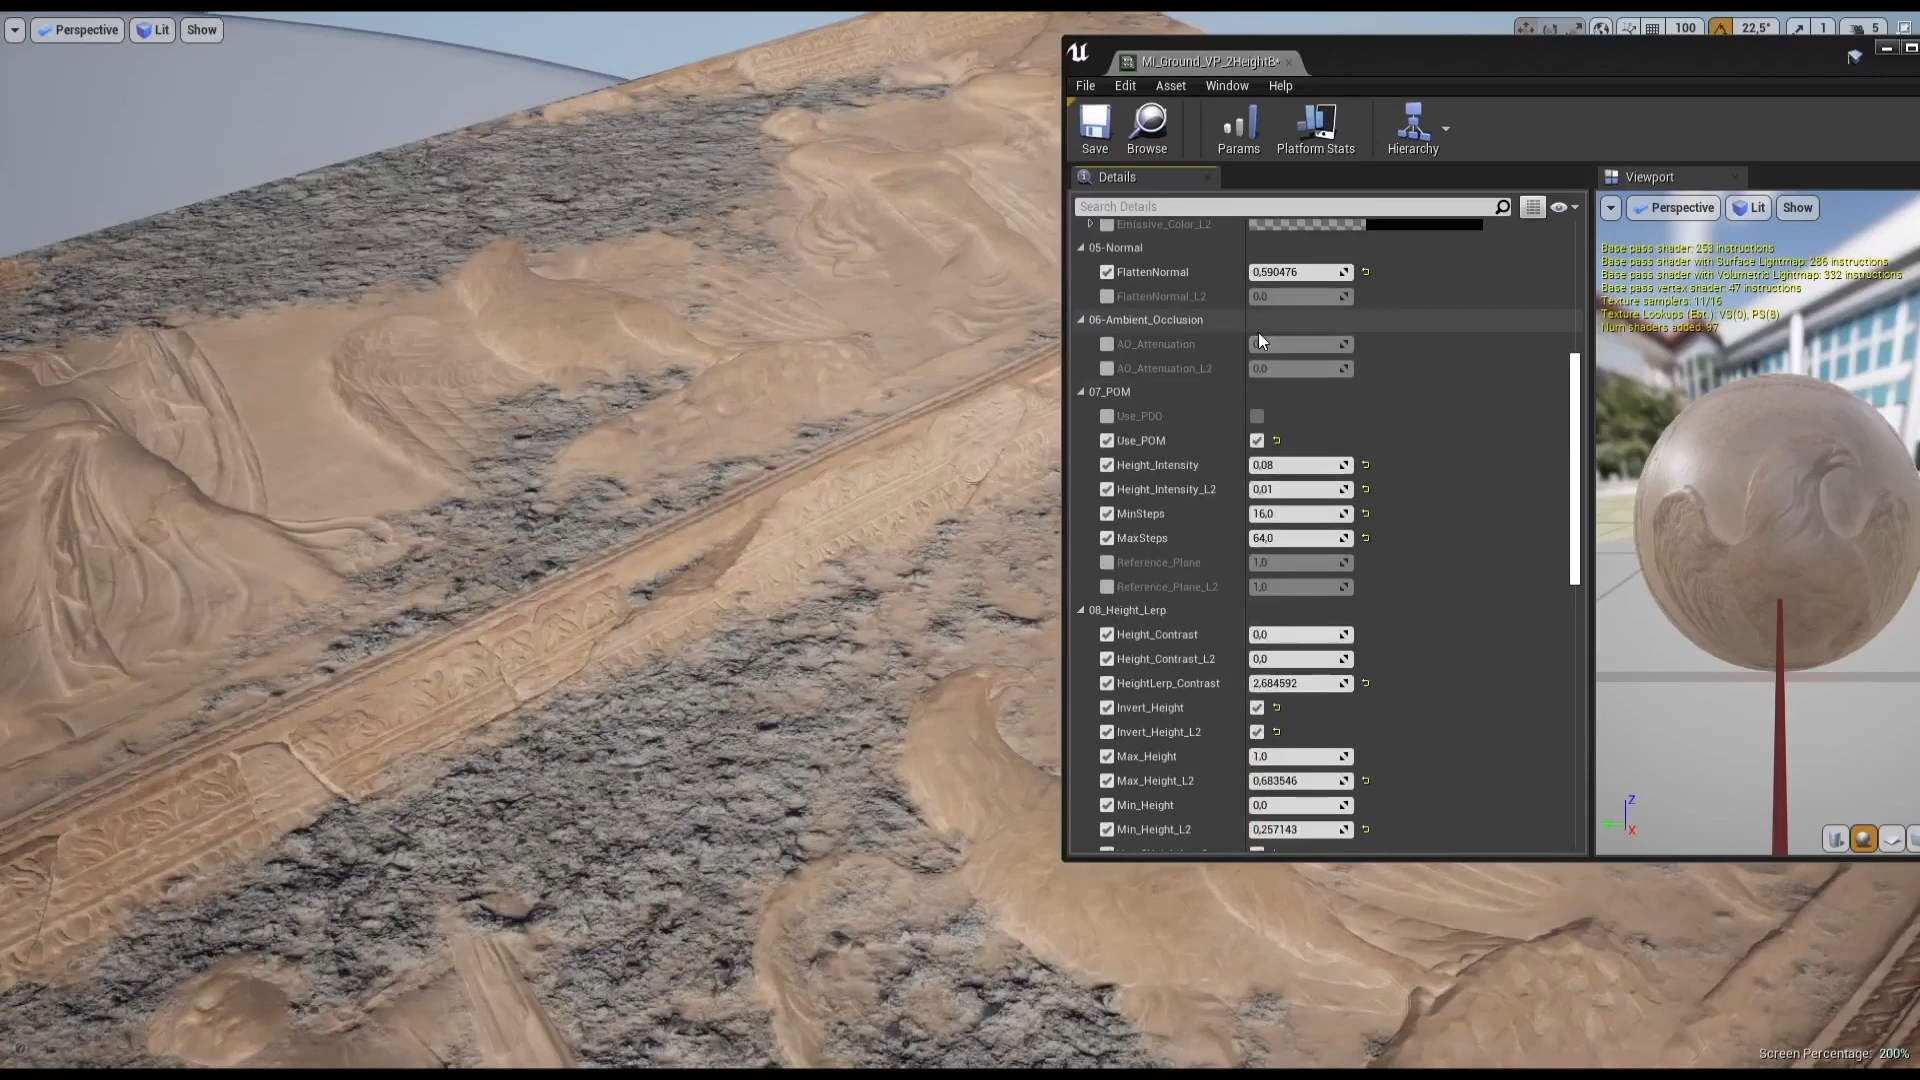 Perspective Lit Show
100 22,5° 1 5
MI_Ground_VP_2HeightB*
File Edit Asset Window Help
Save Browse Params Platform Stats Hierarchy
Details
Search Details
Emissive_Color_L2
05-Normal
FlattenNormal 0,590476
FlattenNormal_L2 0,0
06-Ambient_Occlusion
AO_Attenuation
AO_Attenuation_L2 0,0
07_POM
Use_PDO
Use_POM
Height_Intensity 0,08
Height_Intensity_L2 0,01
MinSteps 16,0
MaxSteps 64,0
Reference_Plane 1,0
Reference_Plane_L2 1,0
08_Height_Lerp
Height_Contrast 0,0
Height_Contrast_L2 0,0
HeightLerp_Contrast 2,684592
Invert_Height
Invert_Height_L2
Max_Height 1,0
Max_Height_L2 0,683546
Min_Height 0,0
Min_Height_L2 0,257143
Viewport
Perspective Lit Show
Base pass shader: 253 instructions
Base pass shader with Surface Lightmap: 286 instructions
Base pass shader with Volumetric Lightmap: 332 instructions
Base pass vertex shader: 47 instructions
Texture samplers: 11/16
Texture Lookups (Est.): VS(0), PS(8)
Num shaders added: 97
Z
X
Screen Percentage: 200%